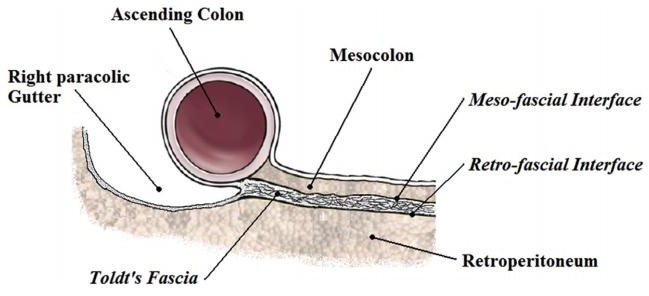 Ascending Colon
Mesocolon
Right paracolic
Gutter
Meso-fascial Interface
Retro-fascial Interface
Retroperitoneum
Toldt's Fascia